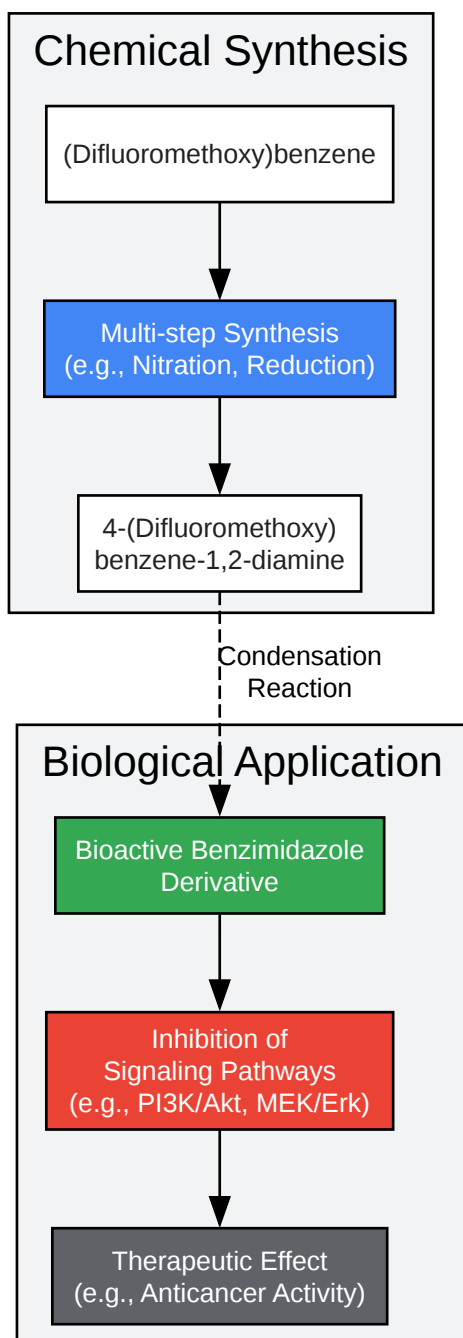 Chemical Synthesis
(Difluoromethoxy)benzene
Multi-step Synthesis
(e.g., Nitration, Reduction)
4-(Difluoromethoxy)
benzene-1,2-diamine
Condensation
Reaction
Biological Application
Bioactive Benzimidazole
Derivative
Inhibition of
Signaling Pathways
(e.g., PI3K/Akt, MEK/Erk)
Therapeutic Effect
(e.g., Anticancer Activity)